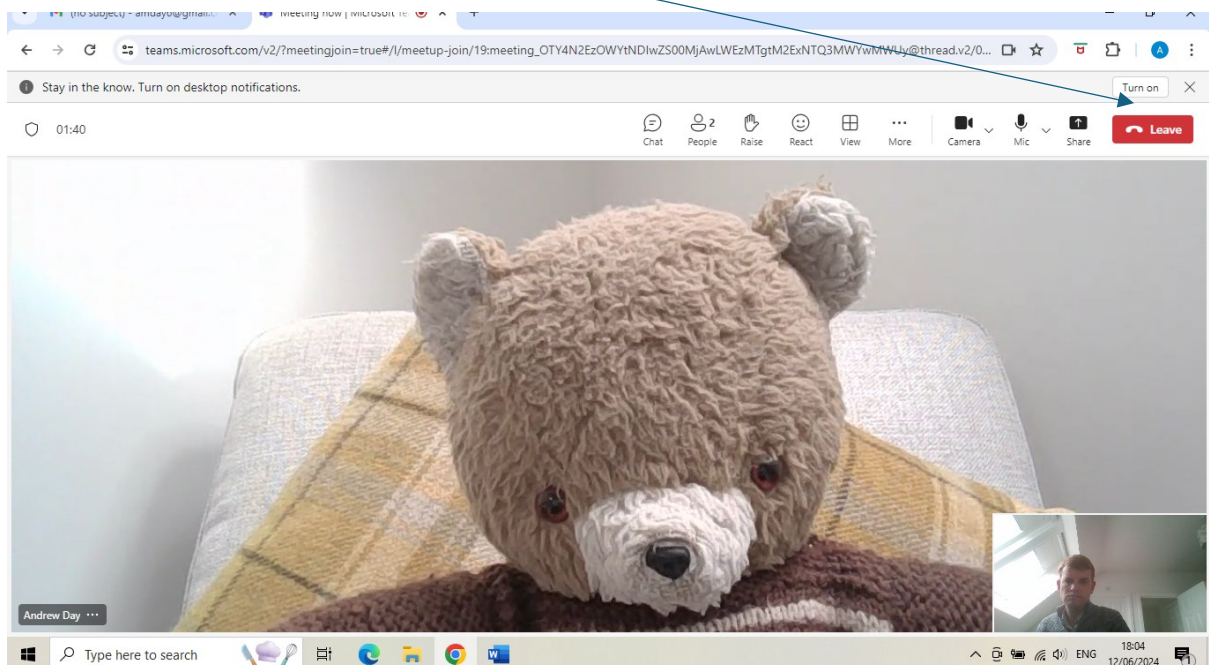 (no subject) - amdayo@gmail.c
Meeting now | Microsoft Te
teams.microsoft.com/v2/?meetingjoin=true#/l/meetup-join/19:meeting_OTY4N2EzOWYtNDIwZS00MjAwLWEzMTgtM2ExNTQ3MWYwMWUy@thread.v2/0...
A
Stay in the know. Turn on desktop notifications.
Turn on
01:40
2
Chat
People
Raise
React
View
More
Camera
Mic
Share
Leave
Andrew Day ...
Type here to search
ENG
18:04
12/06/2024
1